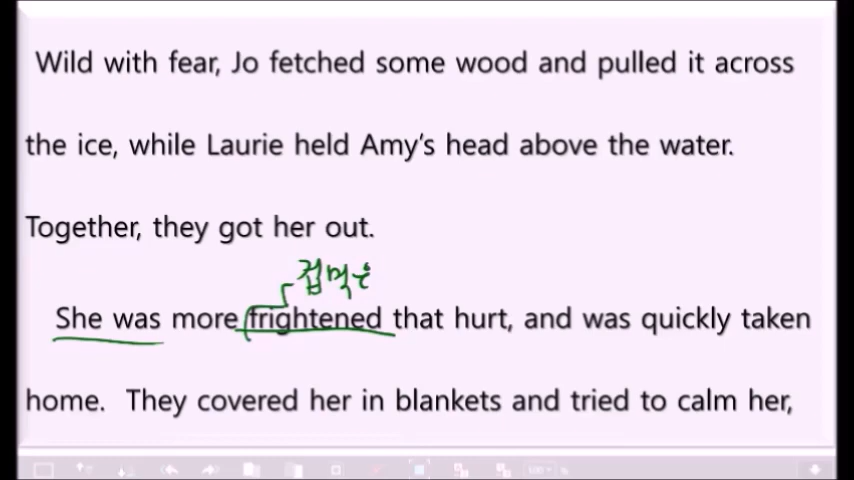 Wild with fear, Jo fetched some wood and pulled it across
the ice, while Laurie held Amy's head above the water.
Together, they got her out.
겁먹은
She was more frightened that hurt, and was quickly taken
home. They covered her in blankets and tried to calm her,